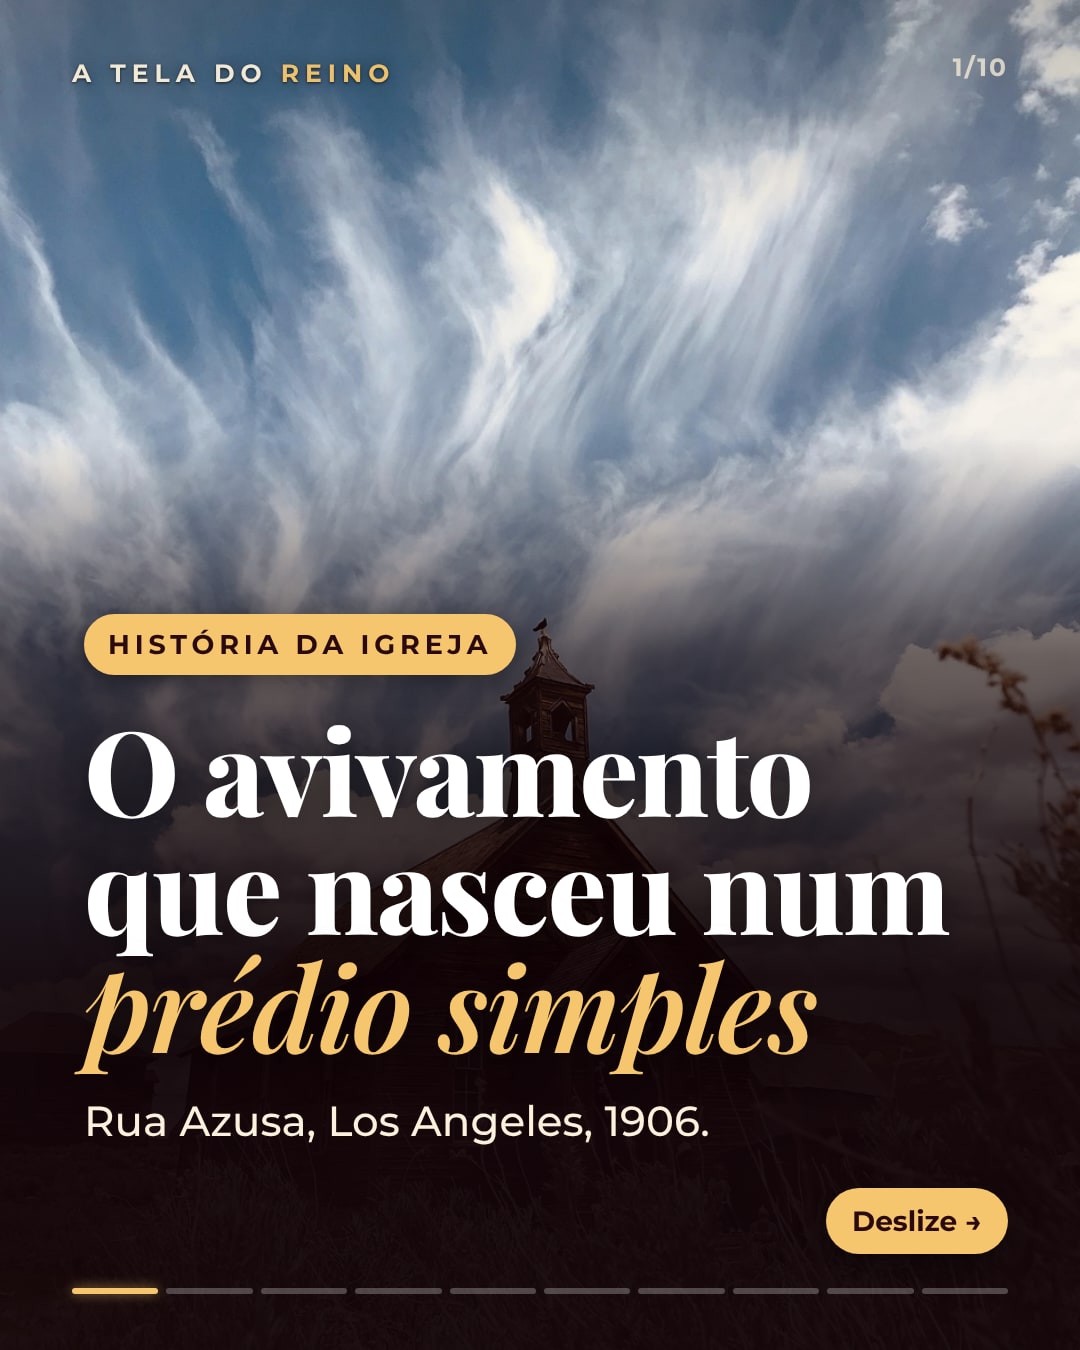 A TELA DO REINO
1/10
HISTÓRIA DA IGREJA
O avivamento
que nasceu num
prédio simples
Rua Azusa, Los Angeles, 1906.
Deslize →